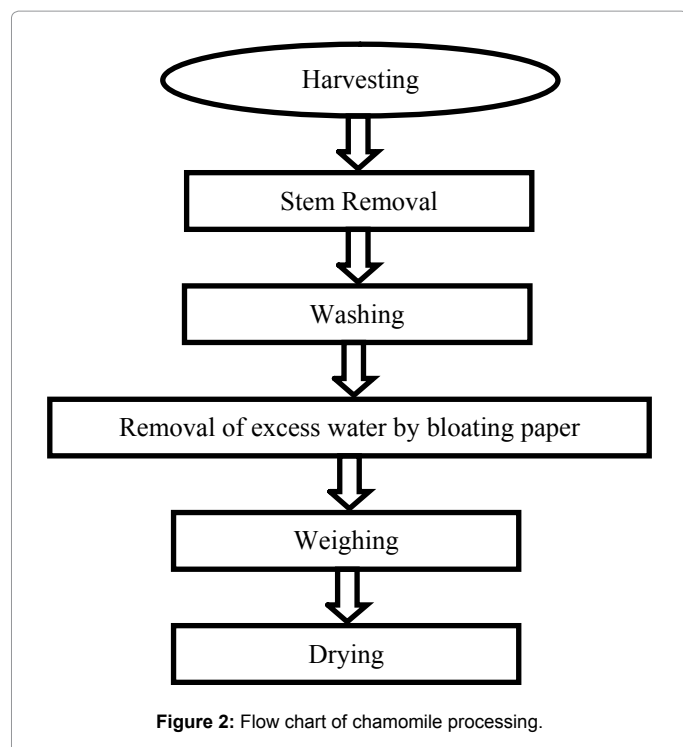 Harvesting
Stem Removal
Washing
Removal of excess water by bloating paper
Weighing
Drying
Figure 2: Flow chart of chamomile processing.